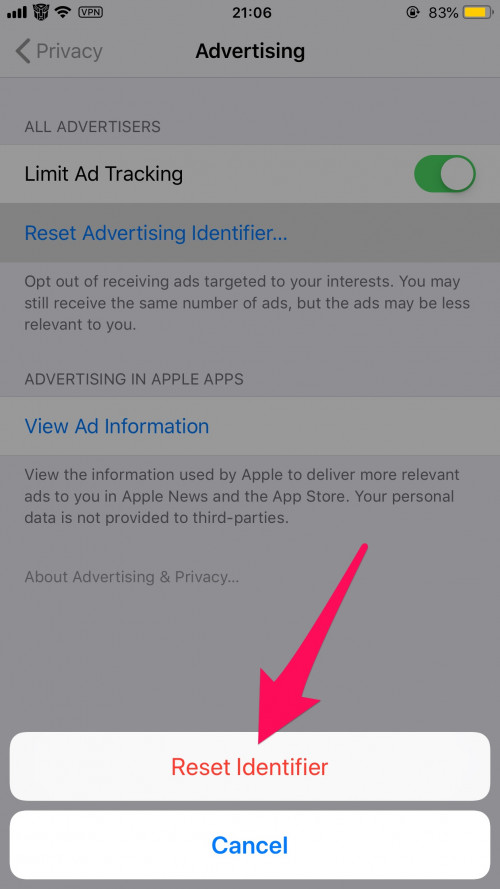 VPN 21:06 83%
Privacy Advertising
ALL ADVERTISERS
Limit Ad Tracking
Reset Advertising Identifier...
Opt out of receiving ads targeted to your interests. You may
still receive the same number of ads, but the ads may be less
relevant to you.
ADVERTISING IN APPLE APPS
View Ad Information
View the information used by Apple to deliver more relevant
ads to you in Apple News and the App Store. Your personal
data is not provided to third-parties.
About Advertising & Privacy...
Reset Identifier
Cancel